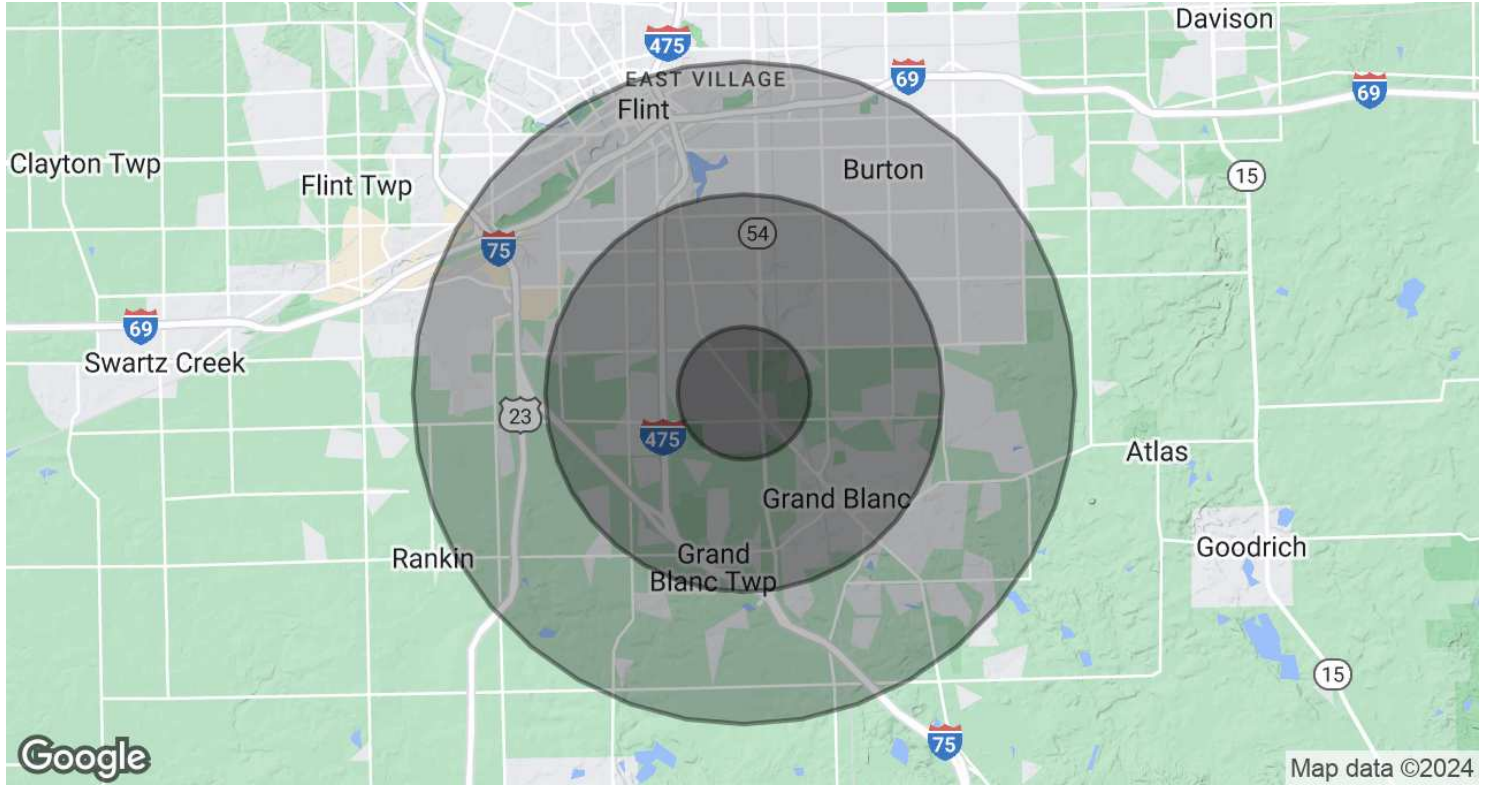 Davison
475
EAST VILLAGE
69
69
Flint
Clayton Twp
Burton
15
Flint Twp
54
75
69
Swartz Creek
23
475
Atlas
Grand Blanc
Goodrich
Rankin
Grand
Blanc Twp
15
75
Google
Map data ©2024